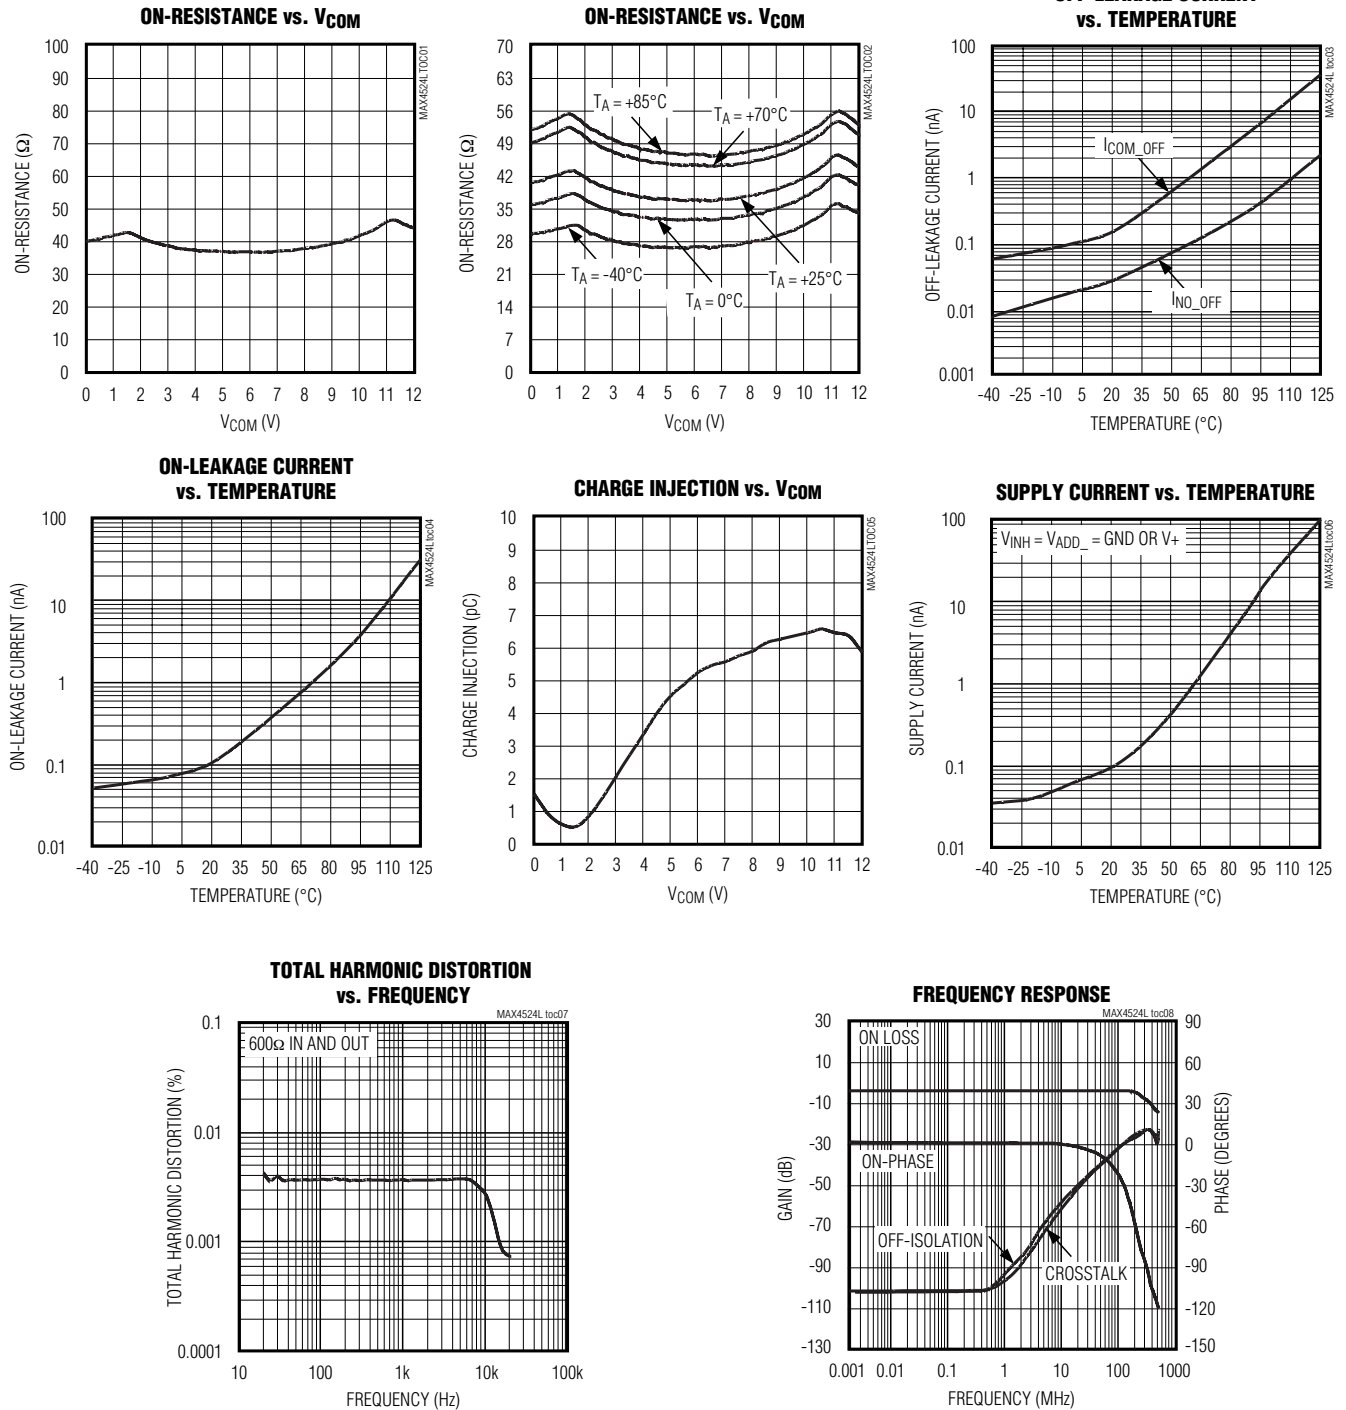 ON-RESISTANCE vs. VCOM
MAX4524LTOC01
ON-RESISTANCE (Ω)
100
90
80
70
60
50
40
30
20
10
0
0 1 2 3 4 5 6 7 8 9 10 11 12
VCOM (V)
ON-RESISTANCE vs. VCOM
MAX4524LTOC02
ON-RESISTANCE (Ω)
70
63
56
49
42
35
28
21
14
7
0
TA = +85°C
TA = +70°C
TA = -40°C
TA = 0°C
TA = +25°C
0 1 2 3 4 5 6 7 8 9 10 11 12
VCOM (V)
vs. TEMPERATURE
MAX4524L toc03
OFF-LEAKAGE CURRENT (nA)
100
10
1
0.1
0.01
0.001
ICOM_OFF
INO_OFF
-40 -25 -10 5 20 35 50 65 80 95 110 125
TEMPERATURE (°C)
ON-LEAKAGE CURRENT
vs. TEMPERATURE
MAX4524Ltoc04
ON-LEAKAGE CURRENT (nA)
100
10
1
0.1
0.01
-40 -25 -10 5 20 35 50 65 80 95 110 125
TEMPERATURE (°C)
CHARGE INJECTION vs. VCOM
MAX4524LTOC05
CHARGE INJECTION (pC)
10
9
8
7
6
5
4
3
2
1
0
0 1 2 3 4 5 6 7 8 9 10 11 12
VCOM (V)
SUPPLY CURRENT vs. TEMPERATURE
MAX4524Ltoc06
SUPPLY CURRENT (nA)
100
10
1
0.1
0.01
VINH = VADD_ = GND OR V+
-40 -25 -10 5 20 35 50 65 80 95 110 125
TEMPERATURE (°C)
TOTAL HARMONIC DISTORTION
vs. FREQUENCY
MAX4524L toc07
TOTAL HARMONIC DISTORTION (%)
0.1
0.01
0.001
0.0001
600Ω IN AND OUT
10 100 1k 10k 100k
FREQUENCY (Hz)
FREQUENCY RESPONSE
MAX4524L toc08
GAIN (dB)
30
10
-10
-30
-50
-70
-90
-110
-130
ON LOSS
ON-PHASE
OFF-ISOLATION
CROSSTALK
90
60
30
0
-30
-60
-90
-120
-150
PHASE (DEGREES)
0.001 0.01 0.1 1 10 100 1000
FREQUENCY (MHz)